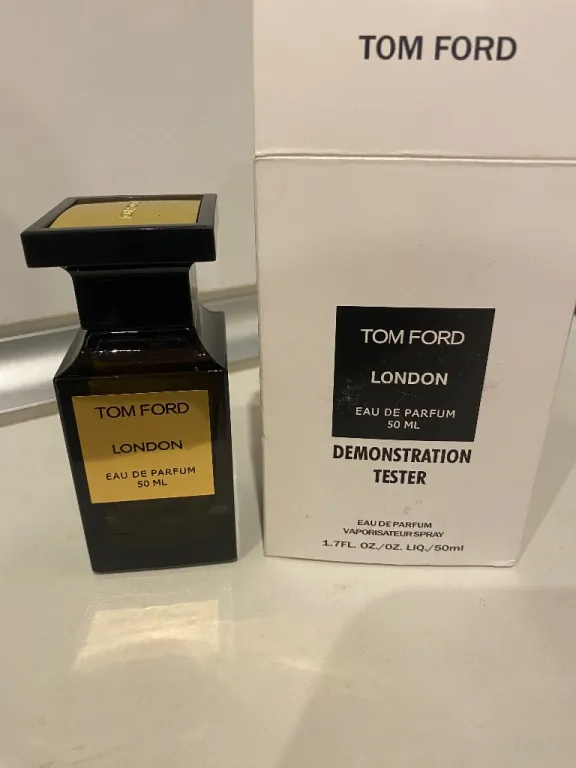 TOM FORD
TOM FORD
LONDON
EAU DE PARFUM
50 ML
TOM FORD
LONDON
EAU DE PARFUM
50 ML
DEMONSTRATION
TESTER
EAU DE PARFUM
VAPORISATEUR SPRAY
1.7FL. OZ./OZ. LIQ./50ml